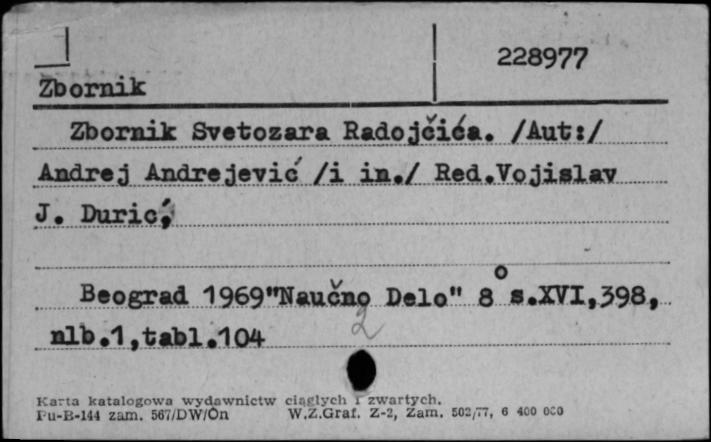 228977
Zbornik
Zbornik Svetozara Radojčića. /Aut:/
Andrej Andrejević /i in./ Red.Vojislav
J. Durić,
Beograd 1969"Naučno Delo" 8° s.XVI,398,
nlb.1,tabl.104
2
Karta katalogowa wydawnictw ciągłych i zwartych.
Pu-B-144 zam. 567/DW/On W.Z.Graf. Z-2, Zam. 502/77, 6 400 000